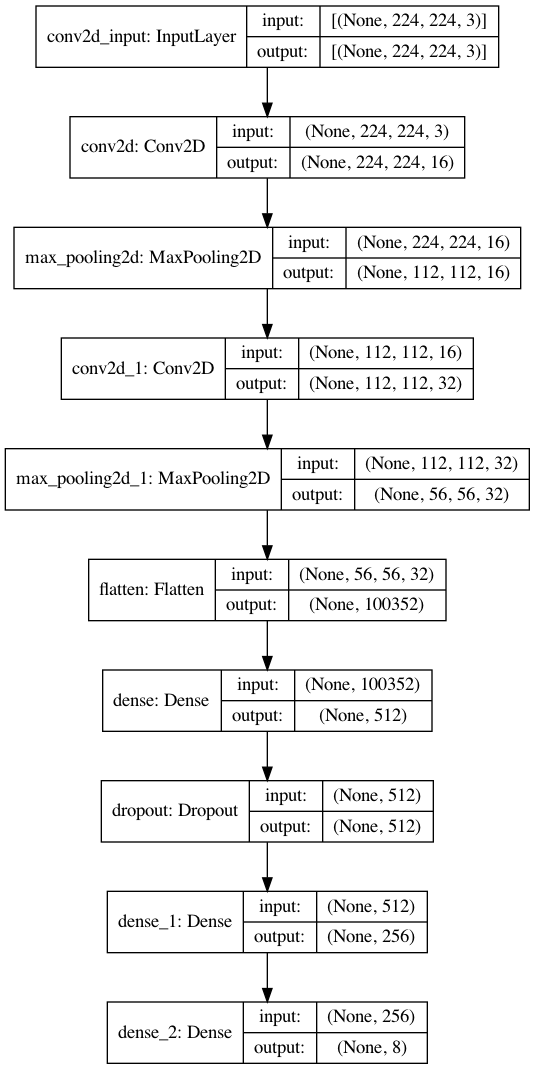 conv2d_input: InputLayer
input:
[(None, 224, 224, 3)]
output:
[(None, 224, 224, 3)]
conv2d: Conv2D
input:
(None, 224, 224, 3)
output:
(None, 224, 224, 16)
max_pooling2d: MaxPooling2D
input:
(None, 224, 224, 16)
output:
(None, 112, 112, 16)
conv2d_1: Conv2D
input:
(None, 112, 112, 16)
output:
(None, 112, 112, 32)
max_pooling2d_1: MaxPooling2D
input:
(None, 112, 112, 32)
output:
(None, 56, 56, 32)
flatten: Flatten
input:
(None, 56, 56, 32)
output:
(None, 100352)
dense: Dense
input:
(None, 100352)
output:
(None, 512)
dropout: Dropout
input:
(None, 512)
output:
(None, 512)
dense_1: Dense
input:
(None, 512)
output:
(None, 256)
dense_2: Dense
input:
(None, 256)
output:
(None, 8)